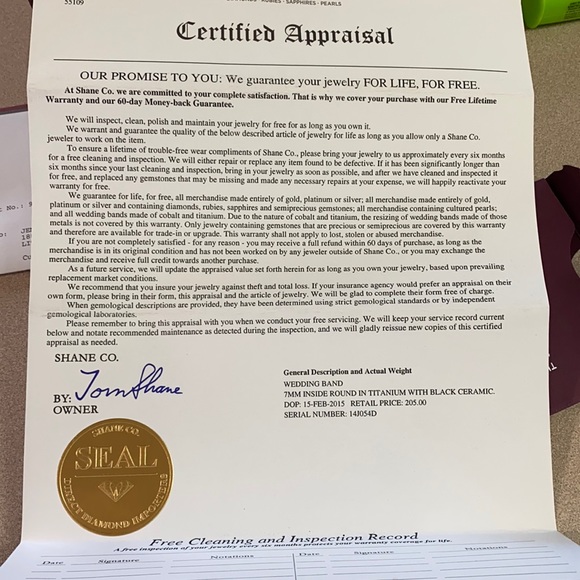 55109
RUBIES • SAPPHIRES • PEARLS
Certified Appraisal
OUR PROMISE TO YOU: We guarantee your jewelry FOR LIFE, FOR FREE.
At Shane Co. we are committed to your complete satisfaction. That is why we cover your purchase with our Free Lifetime
Warranty and our 60-day Money-back Guarantee.
We will inspect, clean, polish and maintain your jewelry for free for as long as you own it.
We warrant and guarantee the quality of the below described article of jewelry for life as long as you allow only a Shane Co.
jeweler to work on the item.
To ensure a lifetime of trouble-free wear compliments of Shane Co., please bring your jewelry to us approximately every six months
for a free cleaning and inspection. We will either repair or replace any item found to be defective. If it has been significantly longer than
six months since your last cleaning and inspection, bring in your jewelry as soon as possible, and after we have cleaned and inspected it
for free, and replaced any gemstones that may be missing and made any necessary repairs at your expense, we will happily reactivate your
warranty for free.
We guarantee for life, for free, all merchandise made entirely of gold, platinum or silver; all merchandise made entirely of gold,
platinum or silver and containing diamonds, rubies, sapphires and semiprecious gemstones; all merchandise containing cultured pearls;
and all wedding bands made of cobalt and titanium. Due to the nature of cobalt and titanium, the resizing of wedding bands made of those
metals is not covered by this warranty. Only jewelry containing gemstones that are precious or semiprecious are covered by this warranty
and therefore are available for trade-in or upgrade. This warranty shall not apply to lost, stolen or abused merchandise.
If you are not completely satisfied - for any reason - you may receive a full refund within 60 days of purchase, as long as the
merchandise is in its original condition and has not been worked on by any jeweler outside of Shane Co., or you may exchange the
merchandise and receive full credit towards another purchase.
As a future service, we will update the appraised value set forth herein for as long as you own your jewelry, based upon prevailing
replacement market conditions.
We recommend that you insure your jewelry against theft and total loss. If your insurance agency would prefer an appraisal on their
own form, please bring in their form, this appraisal and the article of jewelry. We will be glad to complete their form free of charge.
When gemological descriptions are provided, they have been determined using strict gemological standards or by independent
gemological laboratories.
Please remember to bring this appraisal with you when we conduct your free servicing. We will keep your service record current
below and notate recommended maintenance as detected during the inspection, and we will gladly reissue new copies of this certified
appraisal as needed.
SHANE CO.
BY: Tom Shane
OWNER
General Description and Actual Weight
WEDDING BAND
7MM INSIDE ROUND IN TITANIUM WITH BLACK CERAMIC.
DOP: 15-FEB-2015 RETAIL PRICE: 205.00
SERIAL NUMBER: 14J054D
SHANE CO.
SEAL
DIRECT DIAMOND IMPORTERS
Free Cleaning and Inspection Record
A free inspection of your jewelry every six months protects your warranty coverage for life.
Date Signature Notations Date Signature Notations